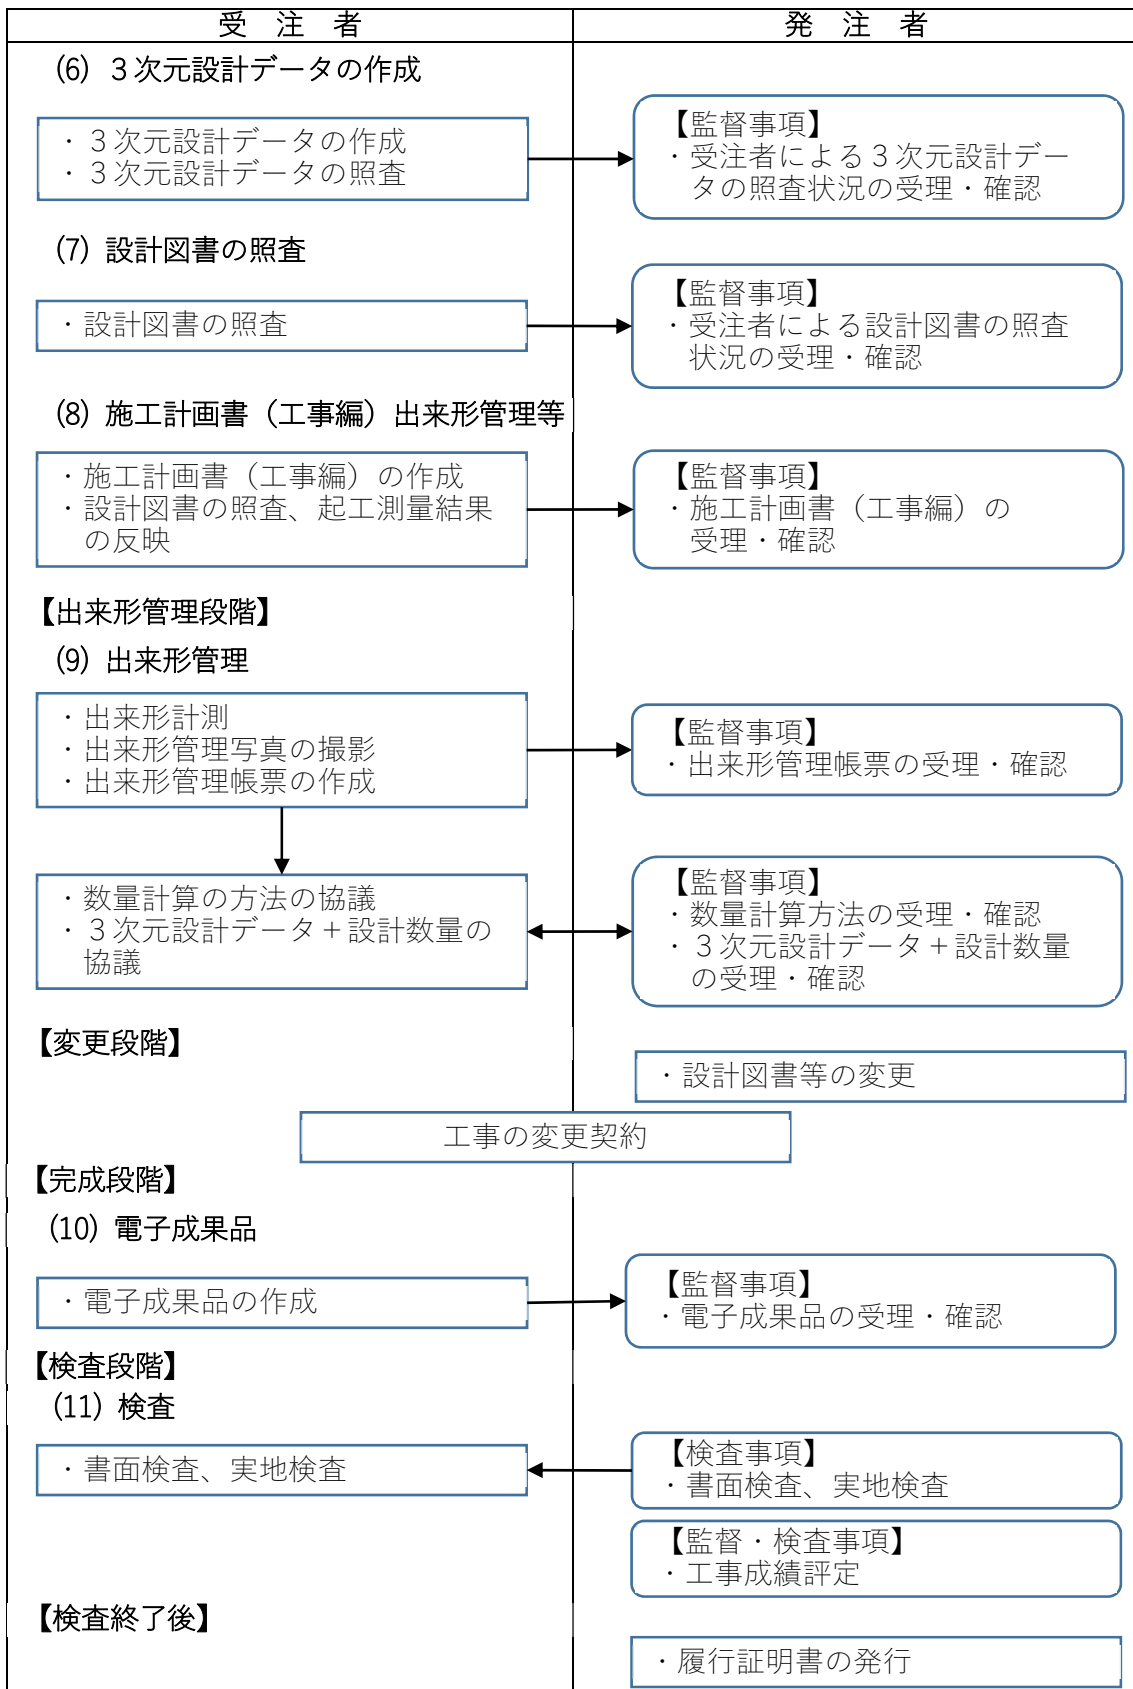 受　注　者
発　注　者
(6) ３次元設計データの作成
・３次元設計データの作成
・３次元設計データの照査
【監督事項】
・受注者による３次元設計デー
タの照査状況の受理・確認
(7) 設計図書の照査
・設計図書の照査
【監督事項】
・受注者による設計図書の照査
状況の受理・確認
(8) 施工計画書（工事編）出来形管理等
・施工計画書（工事編）の作成
・設計図書の照査、起工測量結果
の反映
【監督事項】
・施工計画書（工事編）の
受理・確認
【出来形管理段階】
(9) 出来形管理
・出来形計測
・出来形管理写真の撮影
・出来形管理帳票の作成
【監督事項】
・出来形管理帳票の受理・確認
・数量計算の方法の協議
・３次元設計データ＋設計数量の
協議
【監督事項】
・数量計算方法の受理・確認
・３次元設計データ＋設計数量
の受理・確認
【変更段階】
・設計図書等の変更
工事の変更契約
【完成段階】
(10) 電子成果品
・電子成果品の作成
【監督事項】
・電子成果品の受理・確認
【検査段階】
(11) 検査
・書面検査、実地検査
【検査事項】
・書面検査、実地検査
【監督・検査事項】
・工事成績評定
【検査終了後】
・履行証明書の発行